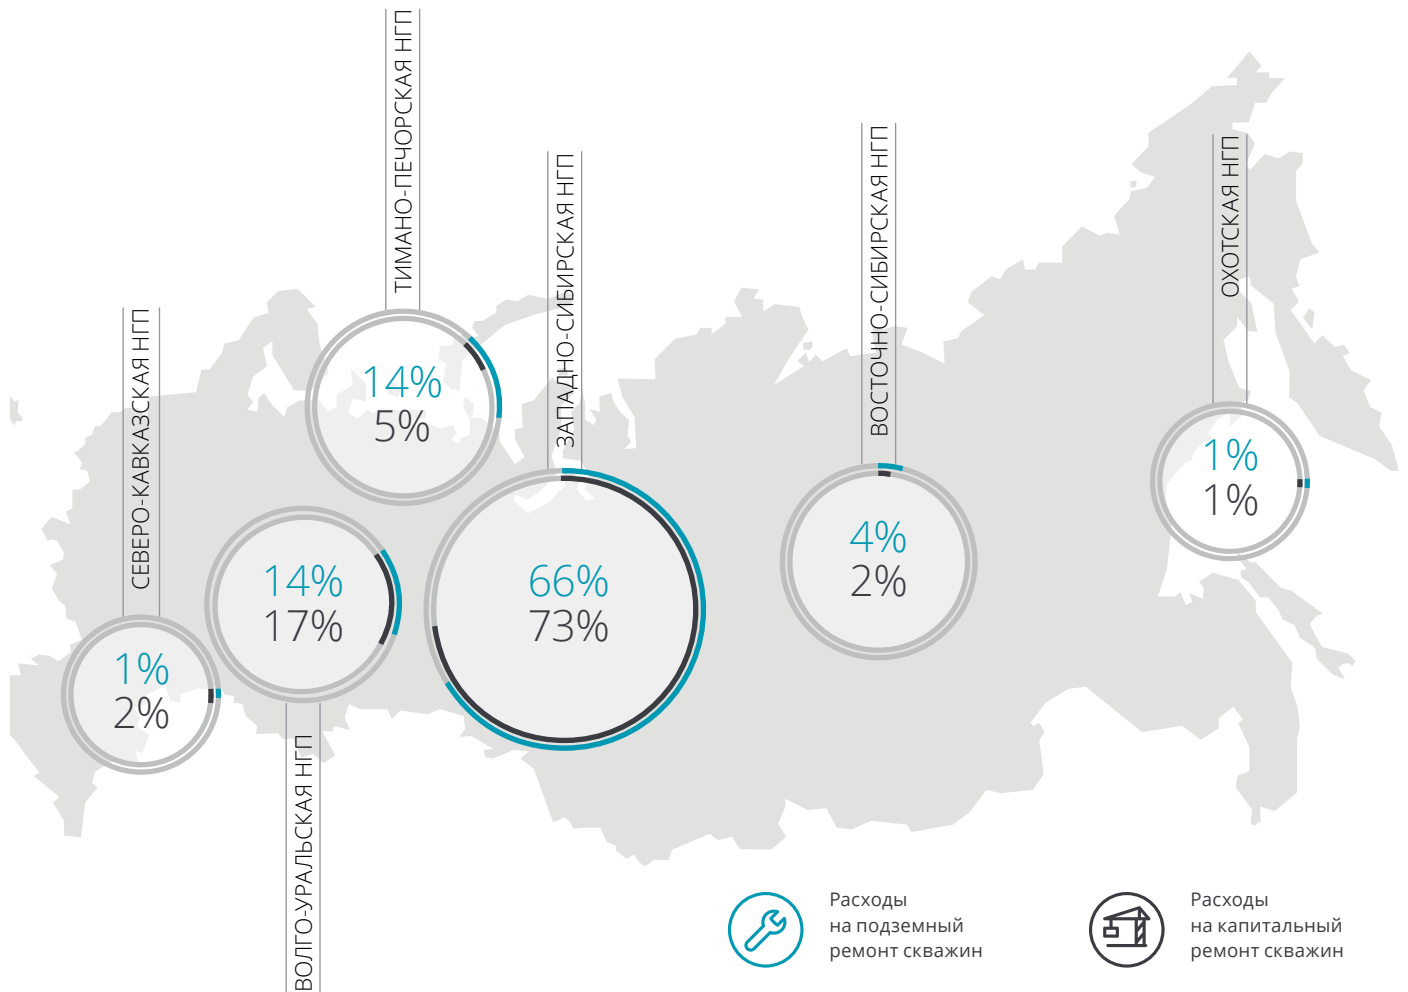 ТИМАНО-ПЕЧОРСКАЯ НГП
14%
5%
ЗАПАДНО-СИБИРСКАЯ НГП
66%
73%
ВОСТОЧНО-СИБИРСКАЯ НГП
4%
2%
ОХОТСКАЯ НГП
1%
1%
СЕВЕРО-КАВКАЗСКАЯ НГП
1%
2%
14%
17%
ВОЛГО-УРАЛЬСКАЯ НГП
Расходы
на подземный
ремонт скважин
Расходы
на капитальный
ремонт скважин